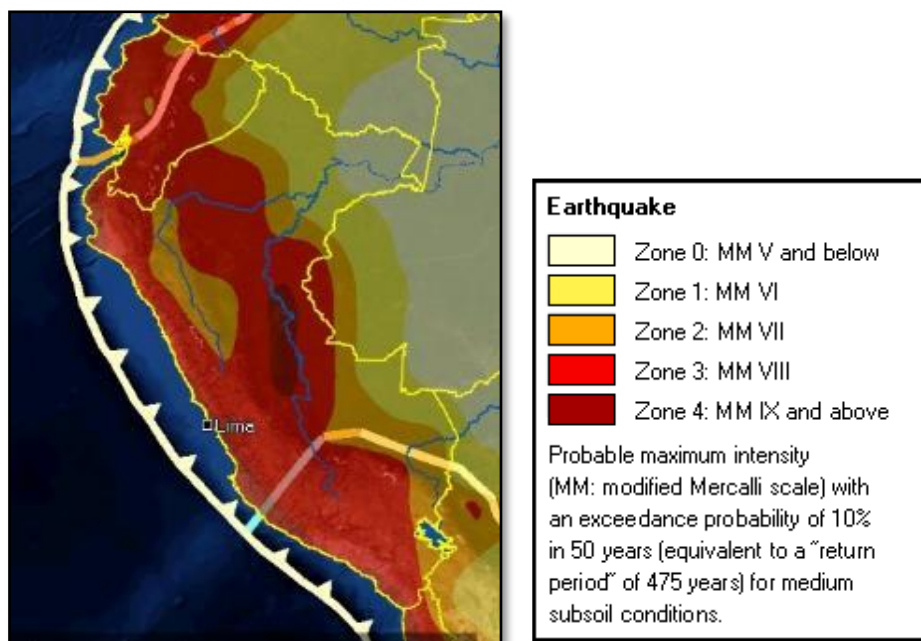 Lima
Earthquake
Zone 0: MM V and below
Zone 1: MM VI
Zone 2: MM VII
Zone 3: MM VIII
Zone 4: MM IX and above
Probable maximum intensity
(MM: modified Mercalli scale) with
an exceedance probability of 10%
in 50 years (equivalent to a "return
period" of 475 years) for medium
subsoil conditions.